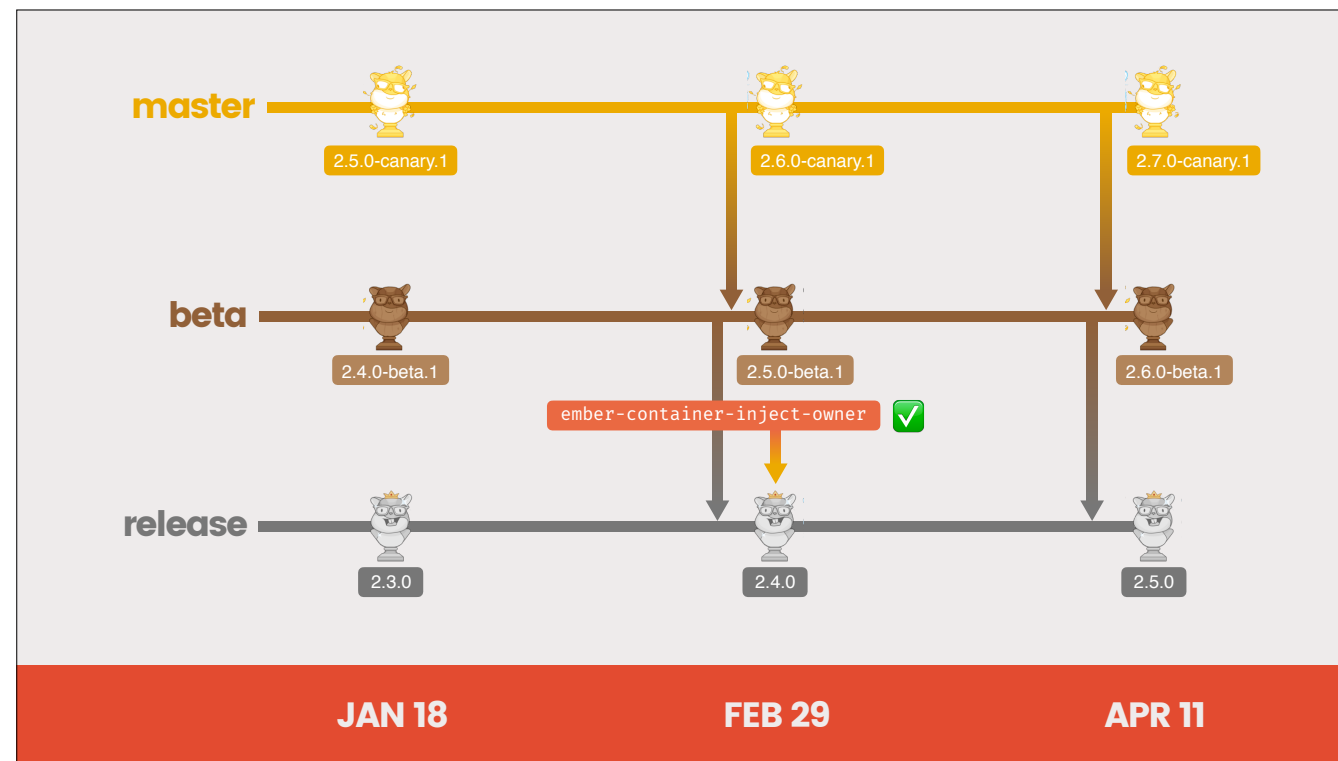 master
2.5.0-canary.1
2.6.0-canary.1
2.7.0-canary.1
beta
2.4.0-beta.1
2.5.0-beta.1
2.6.0-beta.1
ember-container-inject-owner
release
2.3.0
2.4.0
2.5.0
JAN 18
FEB 29
APR 11